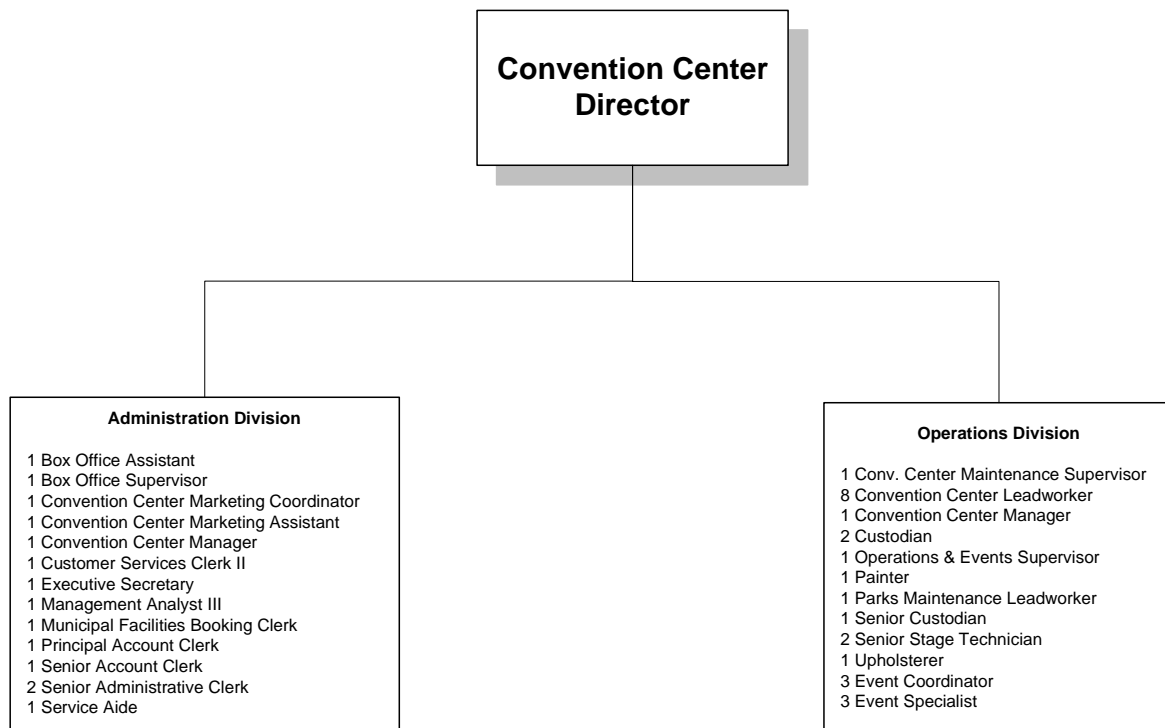 Convention Center
Director
Administration Division
1 Box Office Assistant
1 Box Office Supervisor
1 Convention Center Marketing Coordinator
1 Convention Center Marketing Assistant
1 Convention Center Manager
1 Customer Services Clerk II
1 Executive Secretary
1 Management Analyst III
1 Municipal Facilities Booking Clerk
1 Principal Account Clerk
1 Senior Account Clerk
2 Senior Administrative Clerk
1 Service Aide
Operations Division
1 Conv. Center Maintenance Supervisor
8 Convention Center Leadworker
1 Convention Center Manager
2 Custodian
1 Operations & Events Supervisor
1 Painter
1 Parks Maintenance Leadworker
1 Senior Custodian
2 Senior Stage Technician
1 Upholsterer
3 Event Coordinator
3 Event Specialist